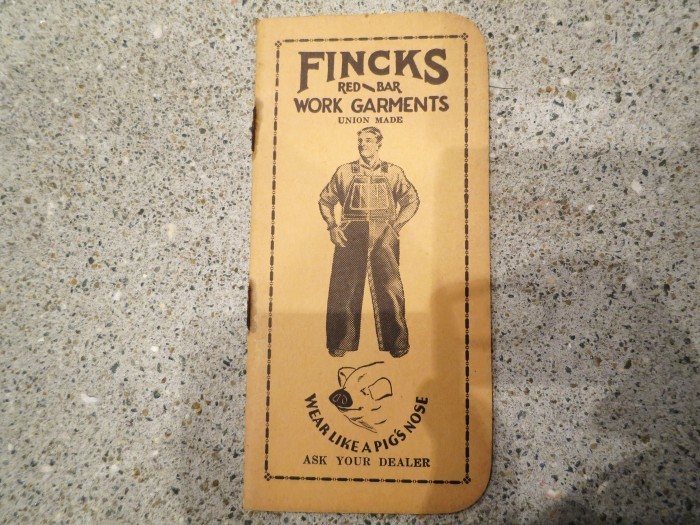 FINCKS
RED BAR
WORK GARMENTS
UNION MADE
WEAR LIKE A PIG'S NOSE
ASK YOUR DEALER